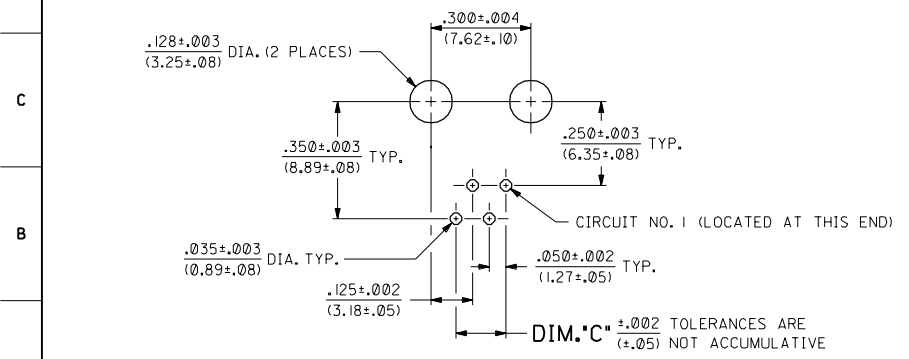 .300±.004
(7.62±.10)
.128±.003
(3.25±.08)
DIA. (2 PLACES)
C
.350±.003
(8.89±.08)
TYP.
.250±.003
(6.35±.08)
TYP.
CIRCUIT NO. 1 (LOCATED AT THIS END)
B
.035±.003
(0.89±.08)
DIA. TYP.
.050±.002
(1.27±.05)
TYP.
.125±.002
(3.18±.05)
DIM."C" ±.002 TOLERANCES ARE
(±.05) NOT ACCUMULATIVE